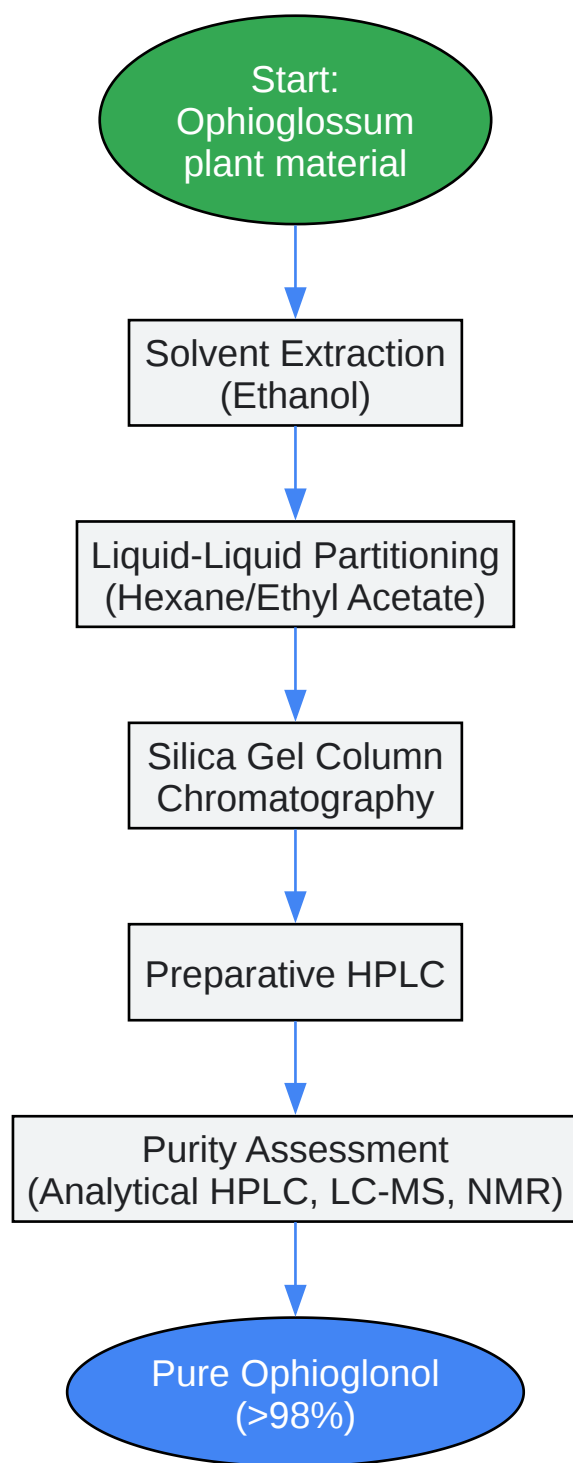 Start:
Ophioglossum
plant material
Solvent Extraction
(Ethanol)
Liquid-Liquid Partitioning
(Hexane/Ethyl Acetate)
Silica Gel Column
Chromatography
Preparative HPLC
Purity Assessment
(Analytical HPLC, LC-MS, NMR)
Pure Ophioglonol
(>98%)